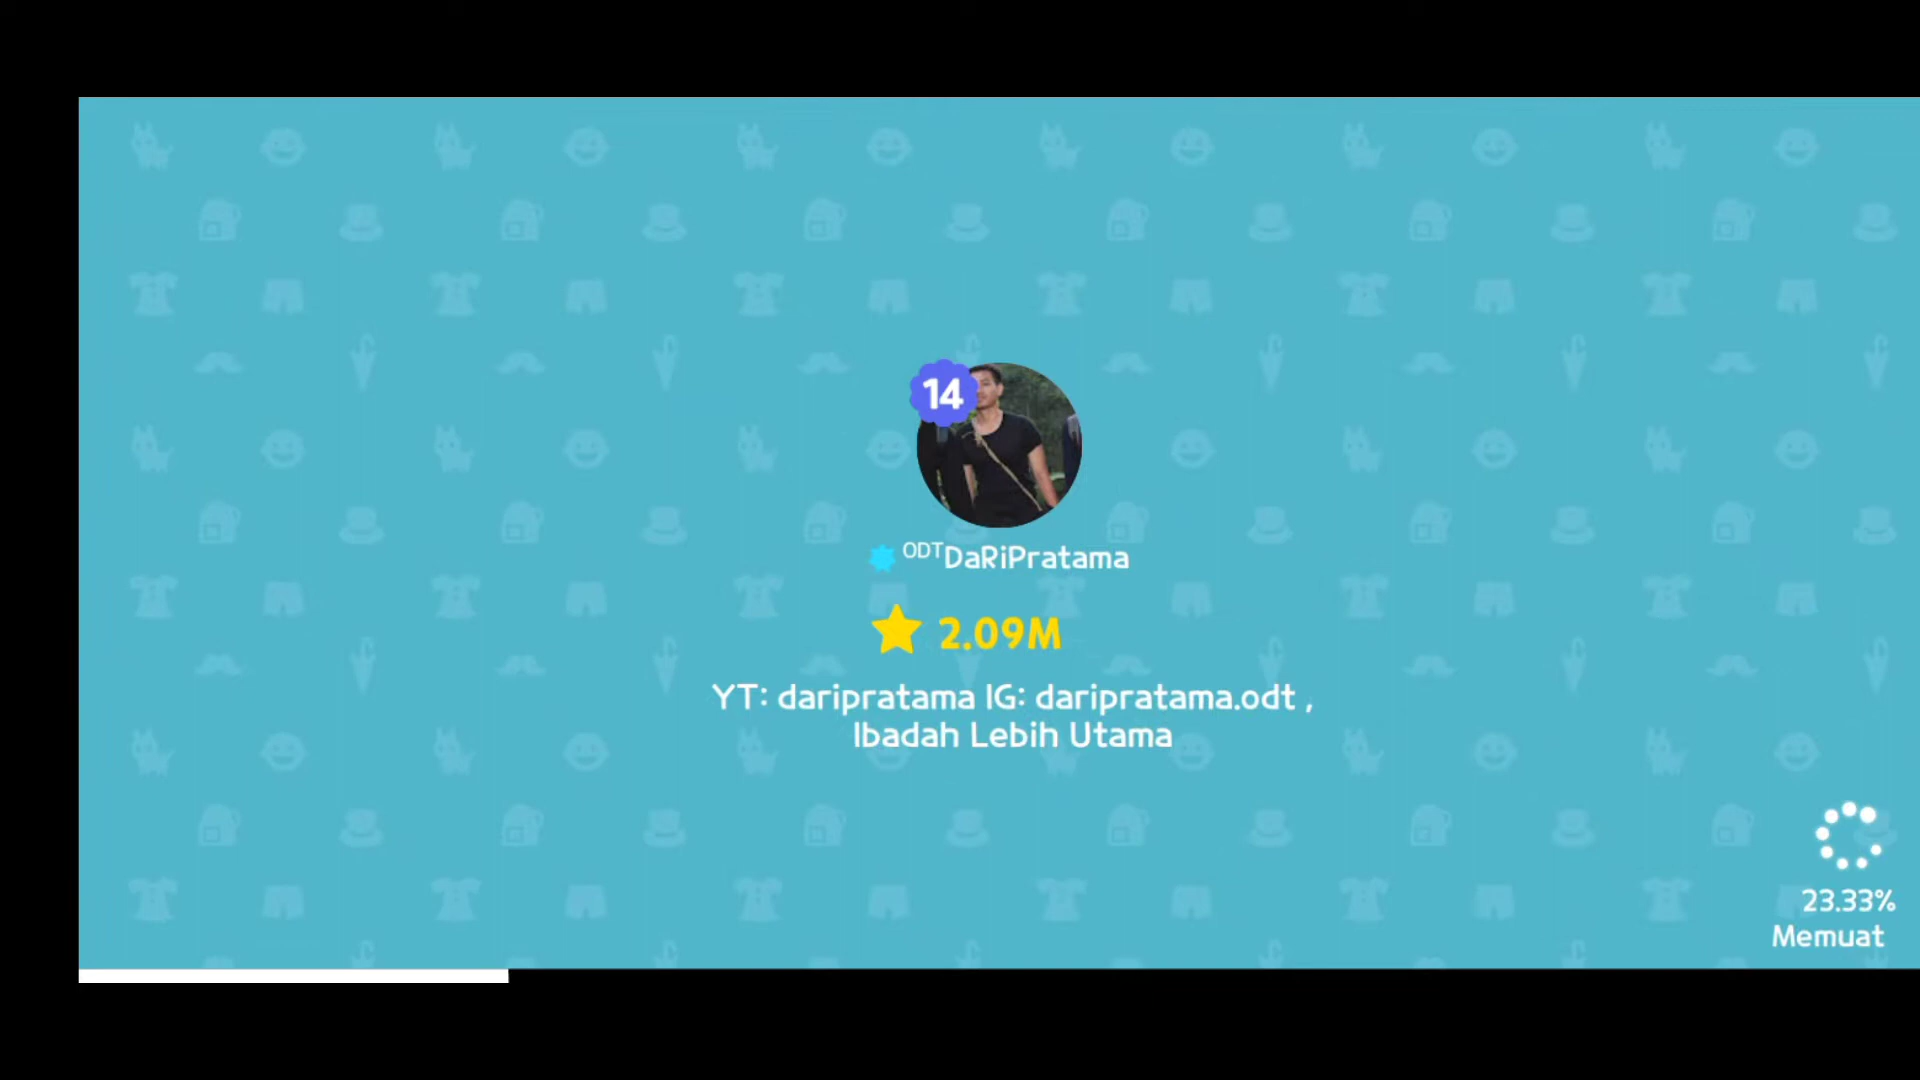 14
ODTDaRiPratama
2.09M
YT: daripratama IG: daripratama.odt ,
Ibadah Lebih Utama
23.33%
Memuat